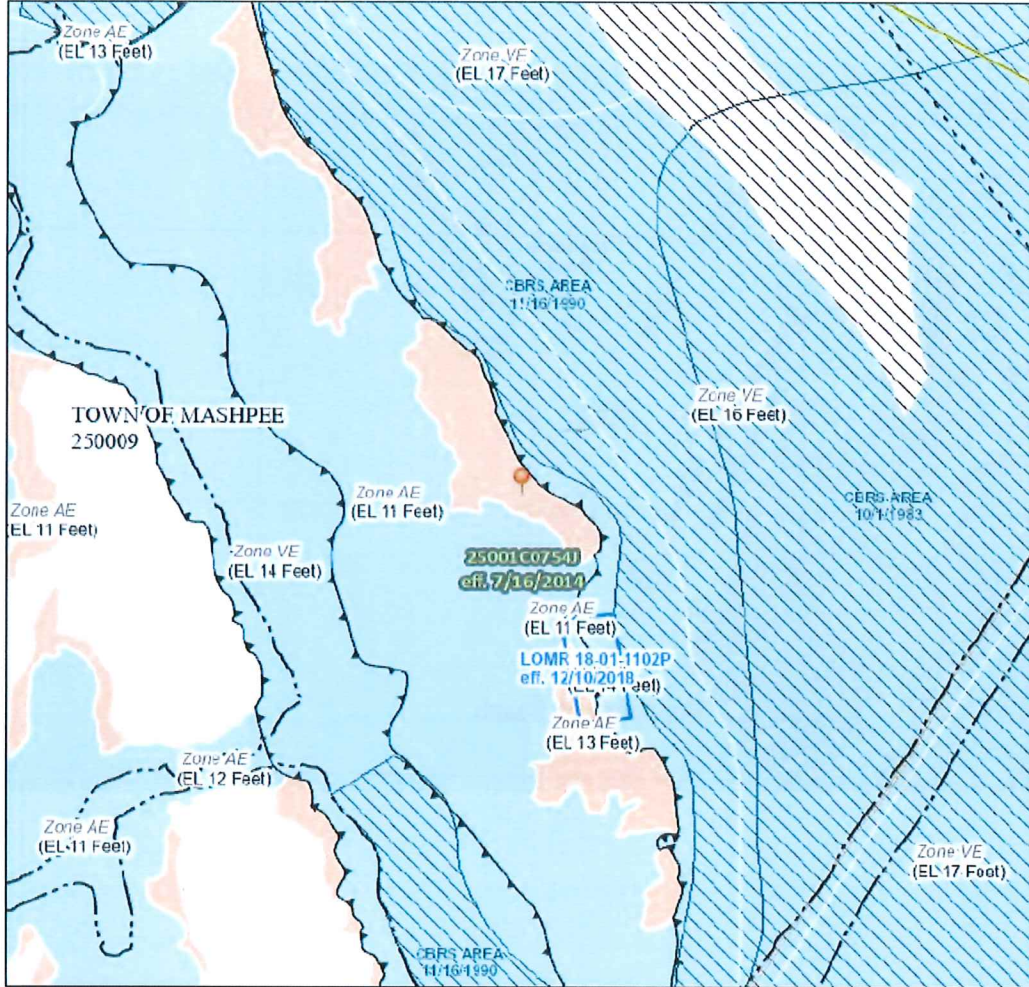 Zone AE
(EL 13 Feet)
Zone VE
(EL 17 Feet)
CBRS AREA
11/16/1990
Zone VE
(EL 16 Feet)
TOWN OF MASHPEE
250009
Zone AE
(EL 11 Feet)
Zone AE
(EL 11 Feet)
CBRS AREA
10/1/1983
Zone VE
(EL 14 Feet)
25001C0754J
eff. 7/16/2014
Zone AE
(EL 11 Feet)
LOMR 18-01-1102P
eff. 12/10/2018
Feet)
Zone AE
(EL 13 Feet)
Zone AE
(EL 12 Feet)
Zone AE
(EL 11 Feet)
Zone VE
(EL 17 Feet)
CBRS AREA
11/16/1990